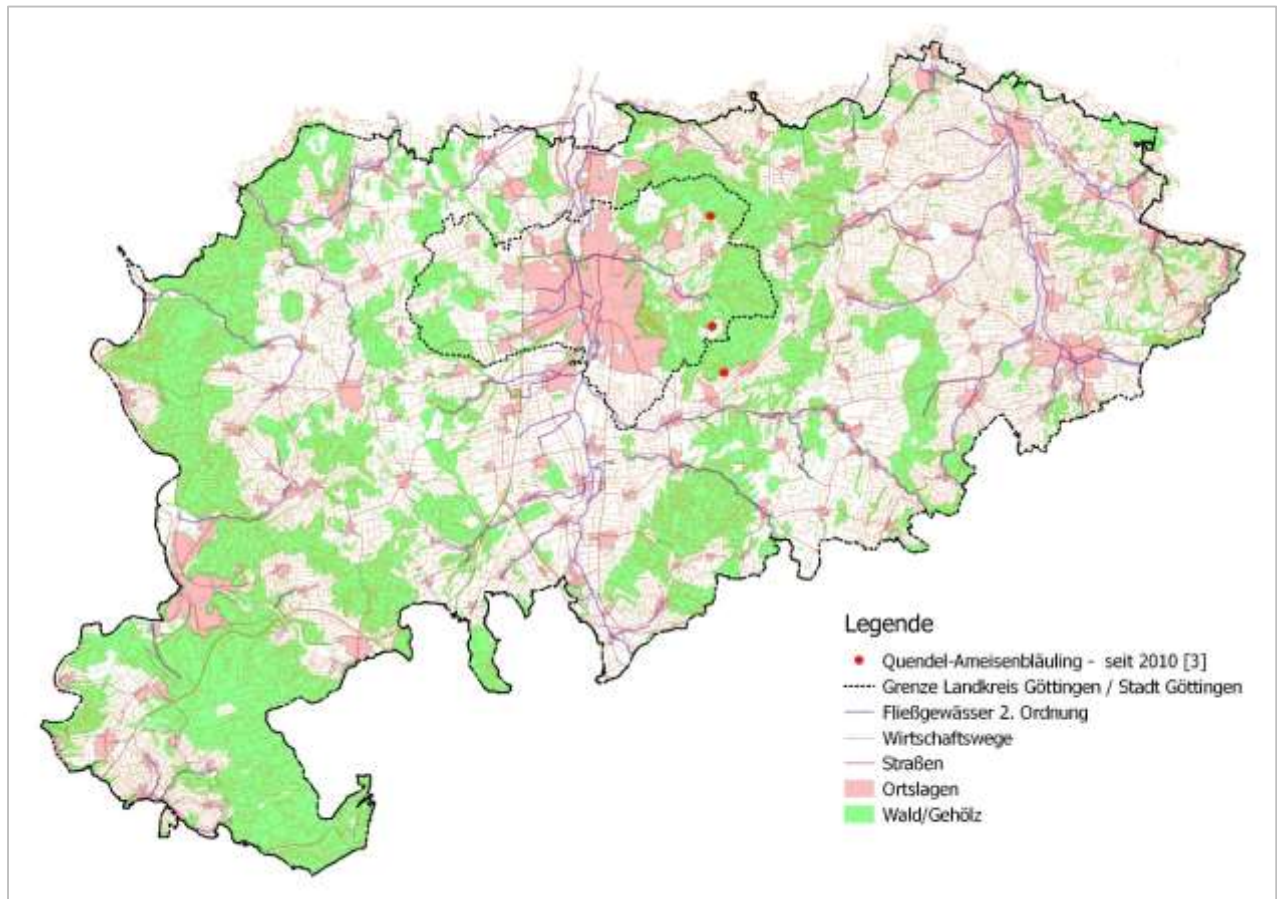 Legende
Quendel-Ameisenbläuling - seit 2010 [3]
Grenze Landkreis Göttingen / Stadt Göttingen
Fließgewässer 2. Ordnung
Wirtschaftswege
Straßen
Ortslagen
Wald/Gehölz